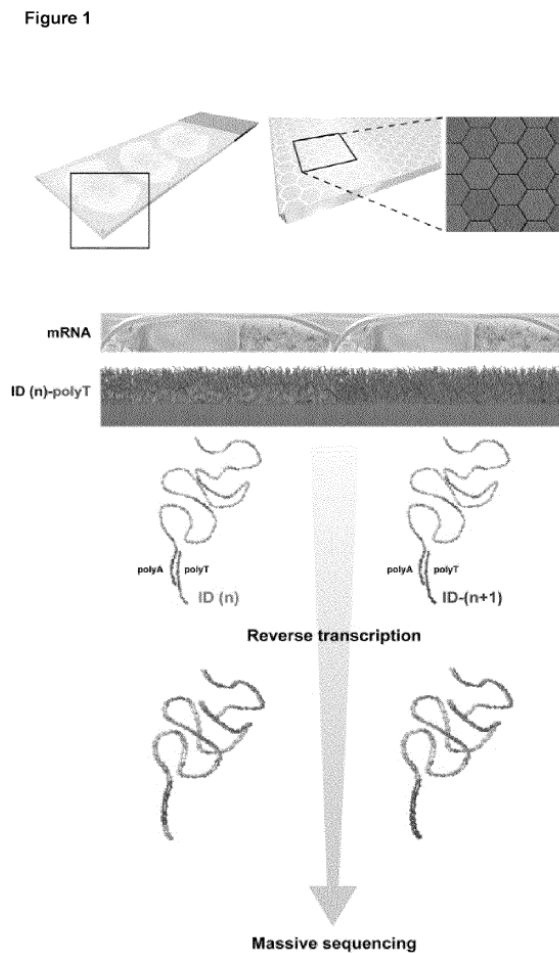 Figure 1
mRNA
ID (n)-polyT
polyA polyT polyA polyT
ID (n) ID-(n+1)
Reverse transcription
Massive sequencing